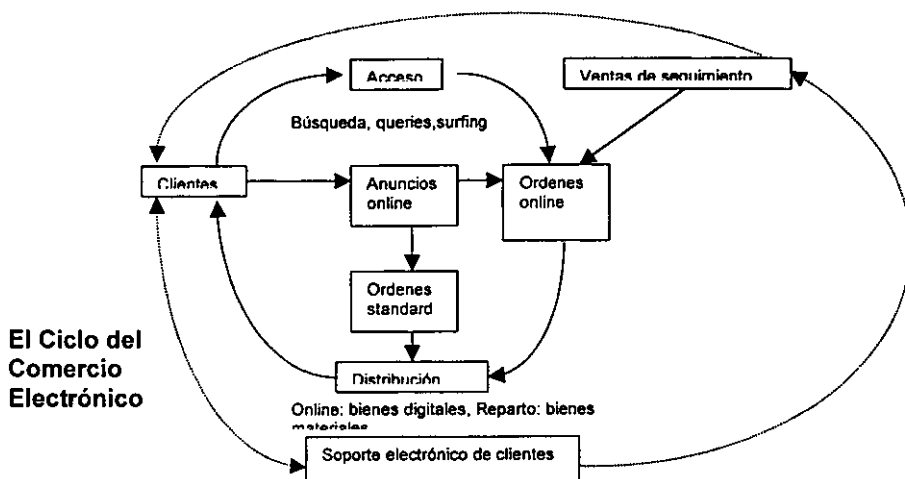 Acceso
Ventas de seguimiento
Búsqueda, queries,surfing
Clientes
Anuncios
online
Ordenes
online
Ordenes
standard
El Ciclo del
Comercio
Electrónico
Distribución
Online: bienes digitales, Reparto: bienes
materiales
Soporte electrónico de clientes